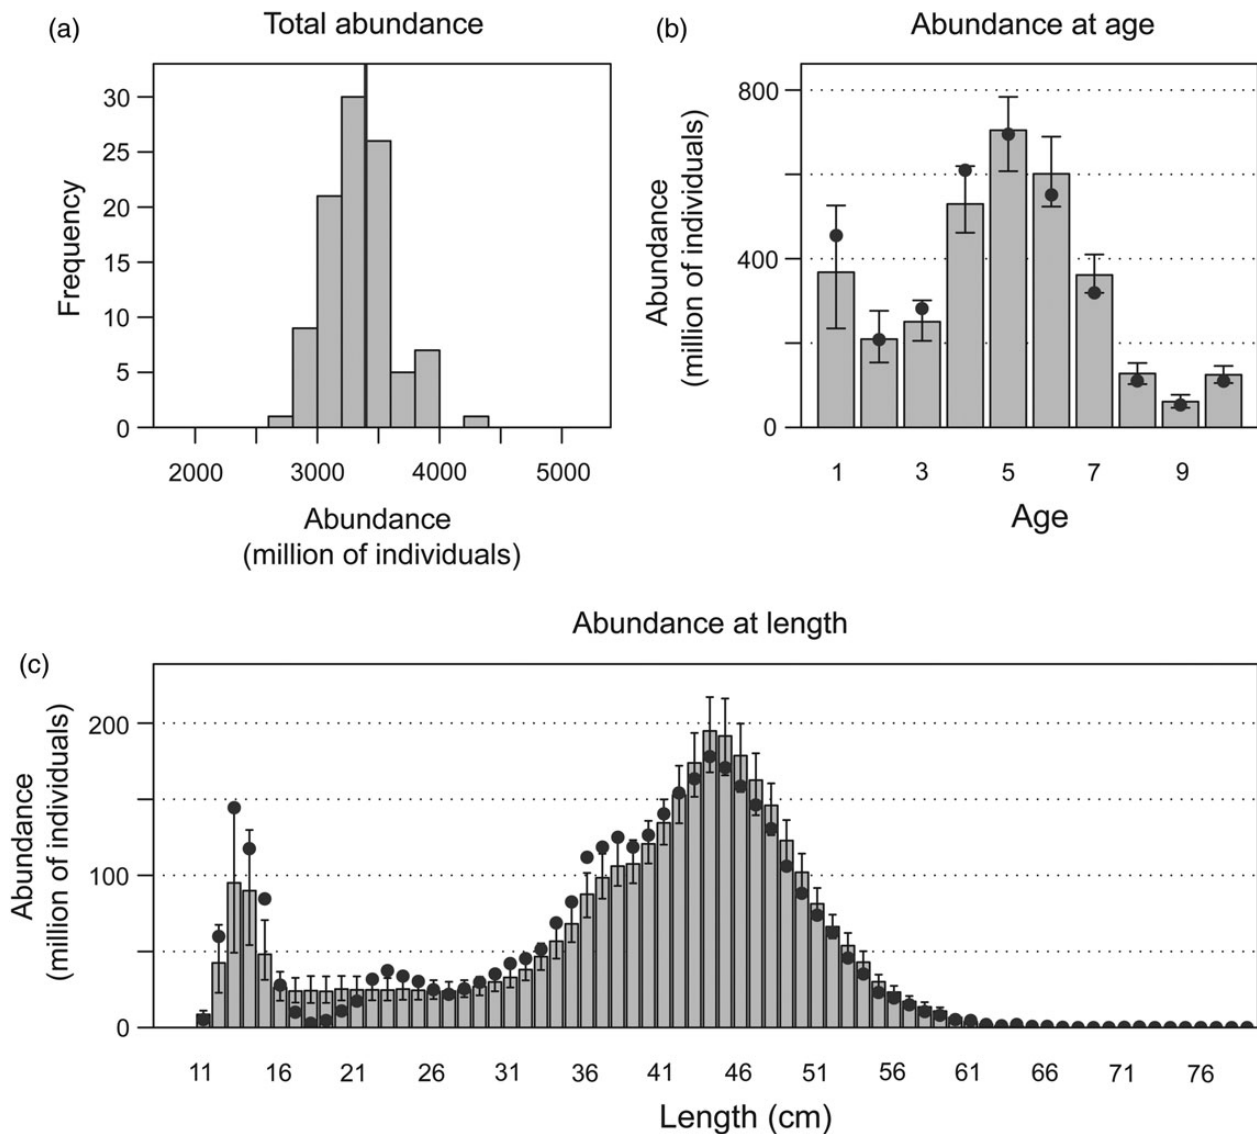 (a)
Total abundance
30
25
20
15
10
5
0
Frequency
2000 3000 4000 5000
Abundance
(million of individuals)
(b)
Abundance at age
800
400
0
Abundance
(million of individuals)
1 3 5 7 9
Age
Abundance at length
(c)
200
100
0
Abundance
(million of individuals)
11 16 21 26 31 36 41 46 51 56 61 66 71 76
Length (cm)